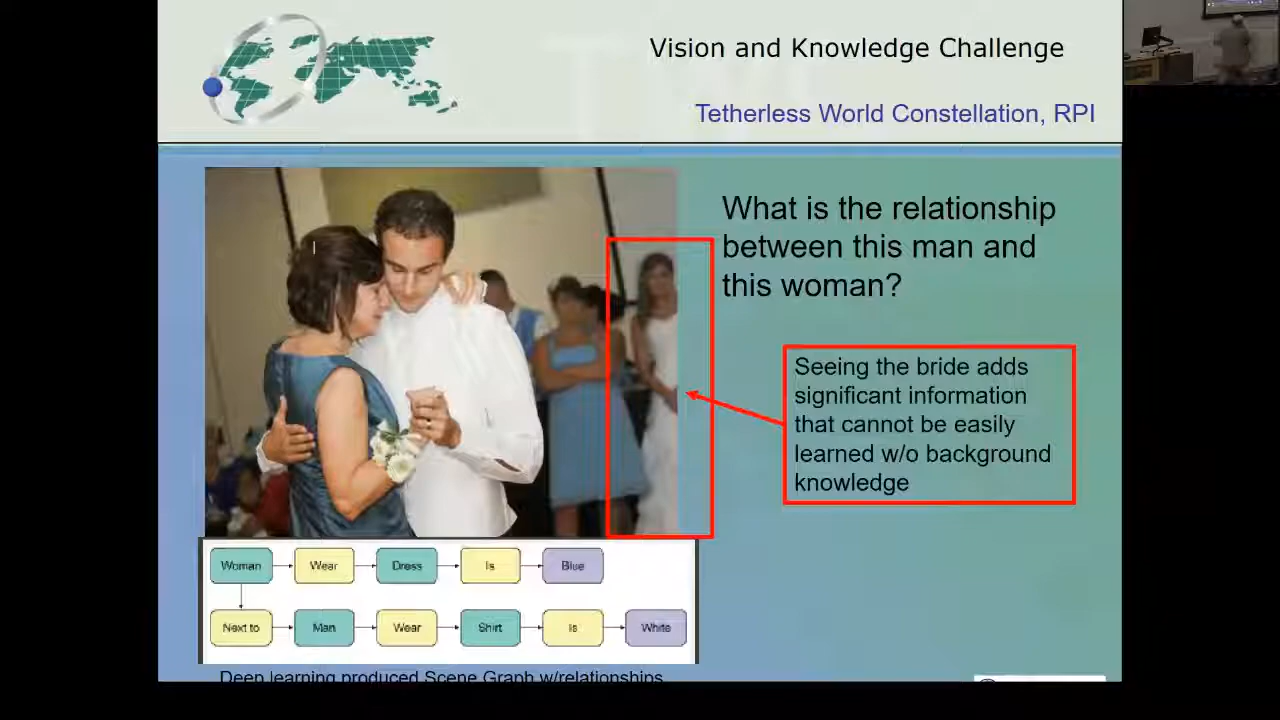 Vision and Knowledge Challenge
Tetherless World Constellation, RPI
What is the relationship
between this man and
this woman?
Seeing the bride adds
significant information
that cannot be easily
learned w/o background
knowledge
Woman Wear Dress Is Blue
Next to Man Wear Shirt Is White
Deep learning produced Scene Graph w/relationships